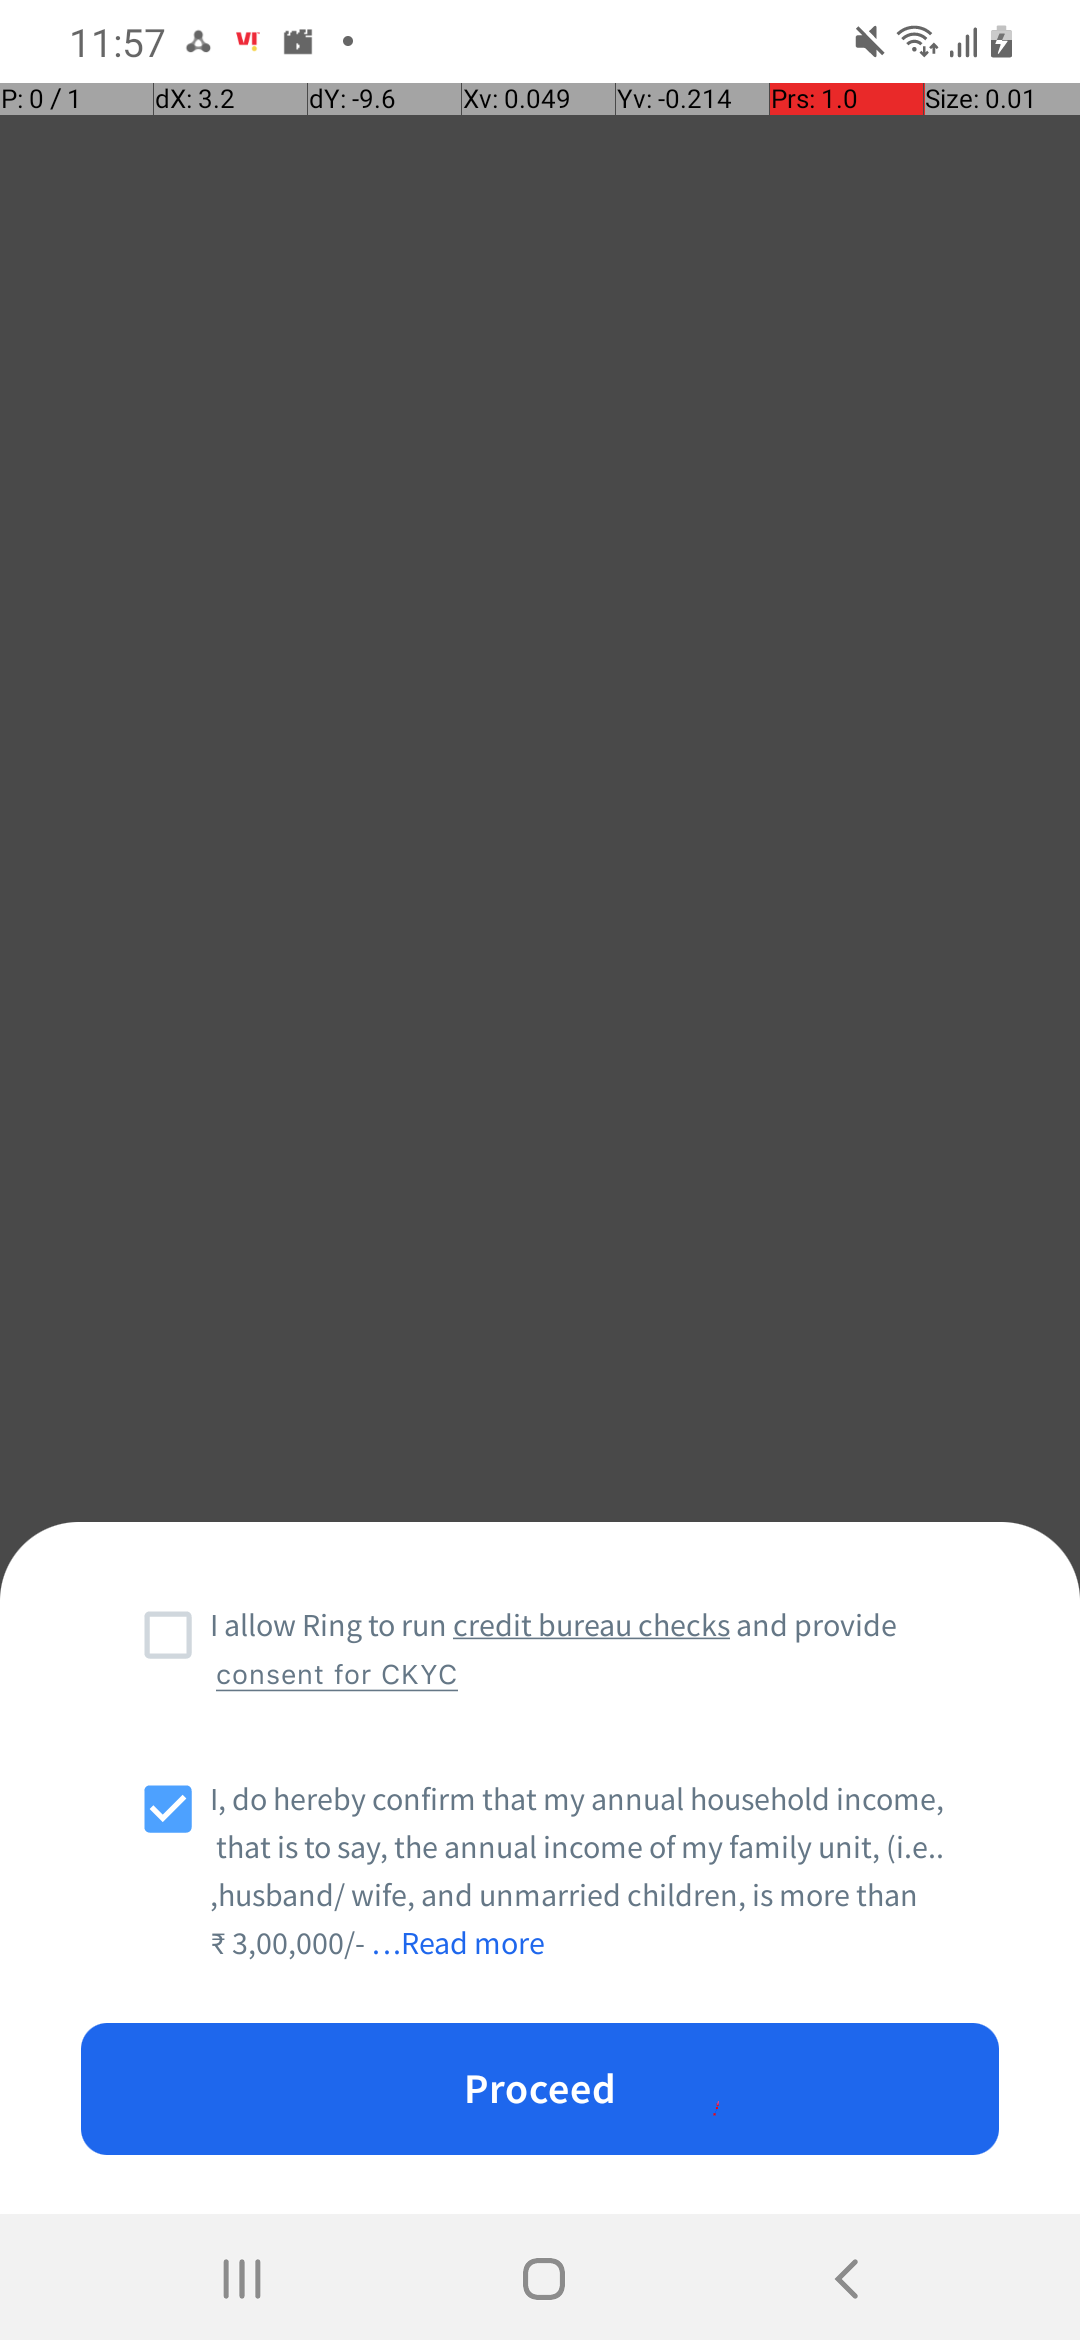 11:57 VI!
P: 0 / 1 dX: 3.2 dY: -9.6 Xv: 0.049 Yv: -0.214 Prs: 1.0 Size: 0.01
I allow Ring to run credit bureau checks and provide
consent for CKYC
I, do hereby confirm that my annual household income,
that is to say, the annual income of my family unit, (i.e..
,husband/ wife, and unmarried children, is more than
₹ 3,00,000/- ...Read more
Proceed